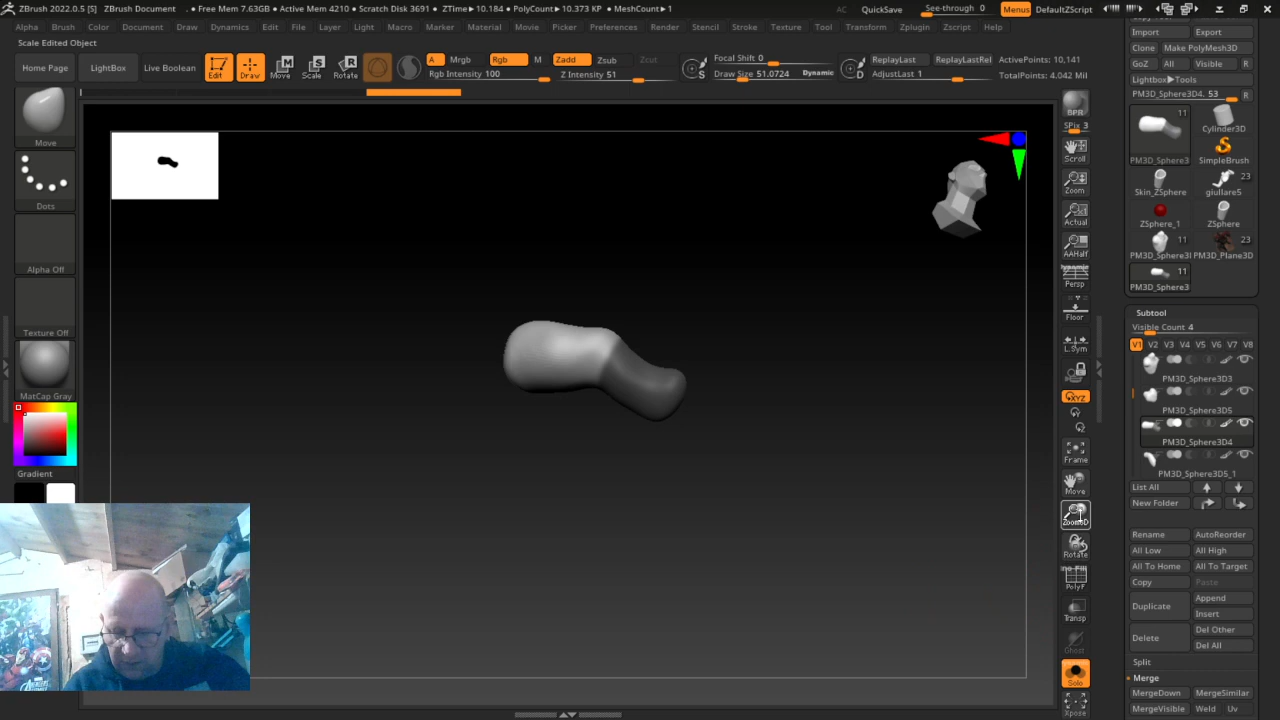 ZBrush 2022.0.5 [S] ZBrush Document . • Free Mem 7.63GB • Active Mem 4210 • Scratch Disk 3691 • ZTime▸10.184 • PolyCount▸10.373 KP • MeshCount▸1 AC QuickSave See-through 0 Menus DefaultZScript
Alpha Brush Color Document Draw Dynamics Edit File Layer Light Macro Marker Material Movie Picker Preferences Render Stencil Stroke Texture Tool Transform Zplugin Zscript Help
Scale Edited Object
Home Page LightBox Live Boolean Edit Draw Move Scale Rotate
A Mrgb Rgb M Zadd Zsub Zcut
Rgb Intensity 100 Z Intensity 51
Focal Shift 0
Draw Size 51.0724 Dynamic
ReplayLast ReplayLastRel
AdjustLast 1
ActivePoints: 10,141
TotalPoints: 4.042 Mil
Move
Dots
Alpha Off
Texture Off
MatCap Gray
Gradient
BPR
SPix 3
Scroll
Zoom
Actual
AAHalf
Dynamic
Persp
Floor
L.Sym
XYZ
Frame
Move
Zoom3D
Rotate
PolyF
Transp
Ghost
Solo
Xpose
Import Export
Clone Make PolyMesh3D
GoZ All Visible R
Lightbox▸Tools
PM3D_Sphere3D4. 53 R
11
PM3D_Sphere3 Cylinder3D
SimpleBrush
23
Skin_ZSphere giullare5
ZSphere_1 ZSphere
11 23
PM3D_Sphere3I PM3D_Plane3D
11
PM3D_Sphere3
Subtool
Visible Count 4
V1 V2 V3 V4 V5 V6 V7 V8
PM3D_Sphere3D3
PM3D_Sphere3D5
PM3D_Sphere3D4
PM3D_Sphere3D5_1
List All
New Folder
Rename AutoReorder
All Low All High
All To Home All To Target
Copy Paste
Duplicate Append
Insert
Delete Del Other
Del All
Split
Merge
MergeDown MergeSimilar
MergeVisible Weld Uv